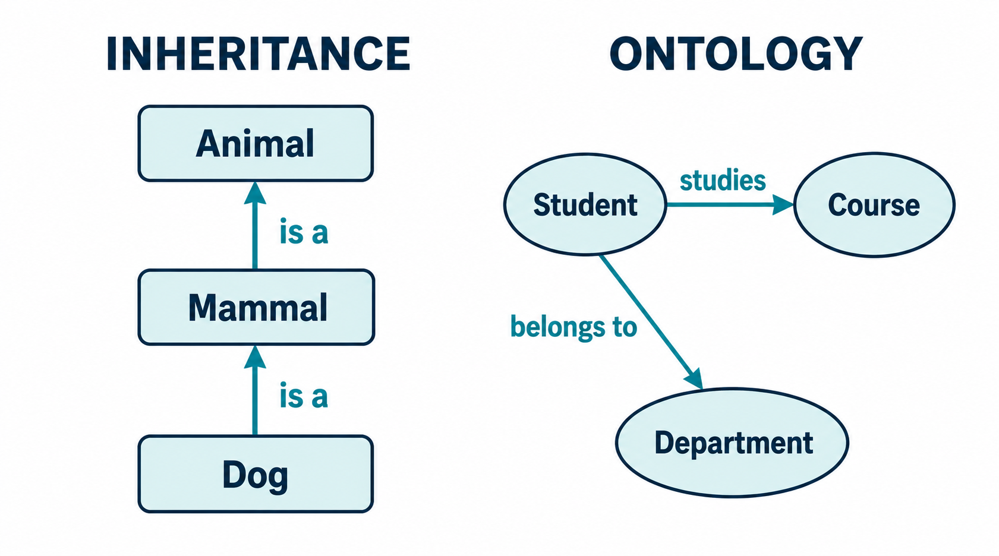 INHERITANCE
Animal
is a
Mammal
is a
Dog
ONTOLOGY
Student
studies
Course
belongs to
Department